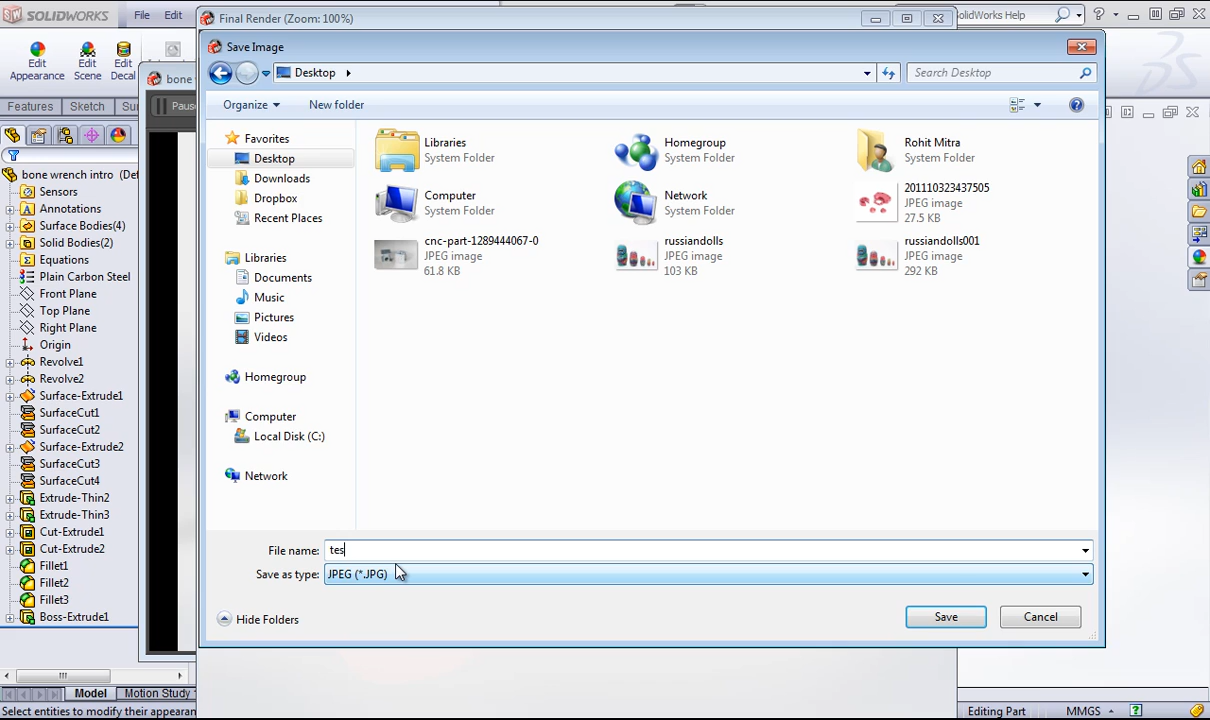 SOLIDWORKS
File
Edit
Final Render (Zoom: 100%)
SolidWorks Help
Edit Appearance
Edit Scene
Edit Decal
Features
Sketch
bone
Save Image
Desktop
Search Desktop
Organize
New folder
Favorites
Desktop
Downloads
Dropbox
Recent Places
Libraries
Documents
Music
Pictures
Videos
Homegroup
Computer
Local Disk (C:)
Network
Libraries
System Folder
Homegroup
System Folder
Rohit Mitra
System Folder
Computer
System Folder
Network
System Folder
201110323437505
JPEG image
27.5 KB
cnc-part-1289444067-0
JPEG image
61.8 KB
russiandolls
JPEG image
103 KB
russiandolls001
JPEG image
292 KB
File name: tes
Save as type: JPEG (*.JPG)
Hide Folders
Save
Cancel
bone wrench intro (De
Sensors
Annotations
Surface Bodies(4)
Solid Bodies(2)
Equations
Plain Carbon Steel
Front Plane
Top Plane
Right Plane
Origin
Revolve1
Revolve2
Surface-Extrude1
SurfaceCut1
SurfaceCut2
Surface-Extrude2
SurfaceCut3
SurfaceCut4
Extrude-Thin2
Extrude-Thin3
Cut-Extrude1
Cut-Extrude2
Fillet1
Fillet2
Fillet3
Boss-Extrude1
Model
Motion Study
Select entities to modify their appearan
Editing Part
MMGS